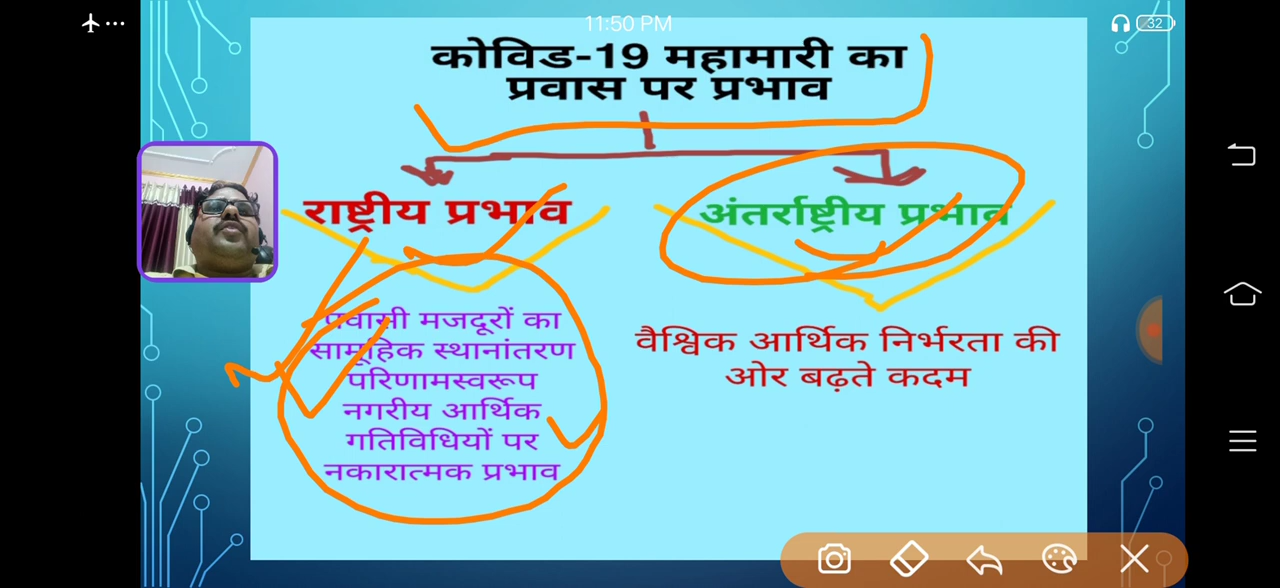 11:50 PM
32
कोविड-19 महामारी का
प्रवास पर प्रभाव
राष्ट्रीय प्रभाव
अंतर्राष्ट्रीय प्रभाव
प्रवासी मजदूरों का
सामूहिक स्थानांतरण
परिणामस्वरूप
नगरीय आर्थिक
गतिविधियों पर
नकारात्मक प्रभाव
वैश्विक आर्थिक निर्भरता की
ओर बढ़ते कदम